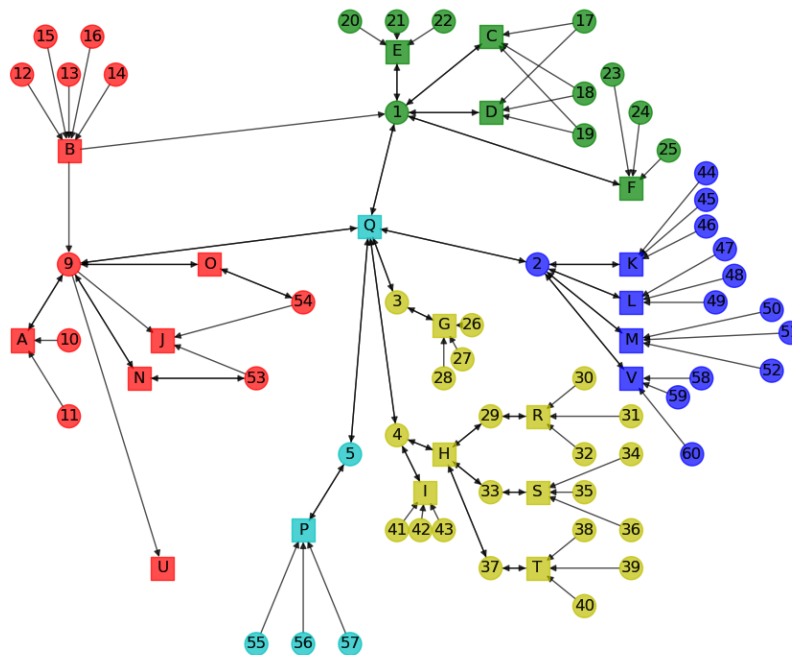 20 21 22 17
15 16 E C
12 13 14 23
18
1 D 24
19
B 25
F 44
45
Q 46
9 O 2 K 47
54 3 L 48
49
A 10 J G 26 M 50
27
N 53 28 V 58 52
30 59
11 4 29 R 31
5 H 32 34 60
I 33 S 35
P 41 42 43 38 36
U 37 T 39
40
55 56 57